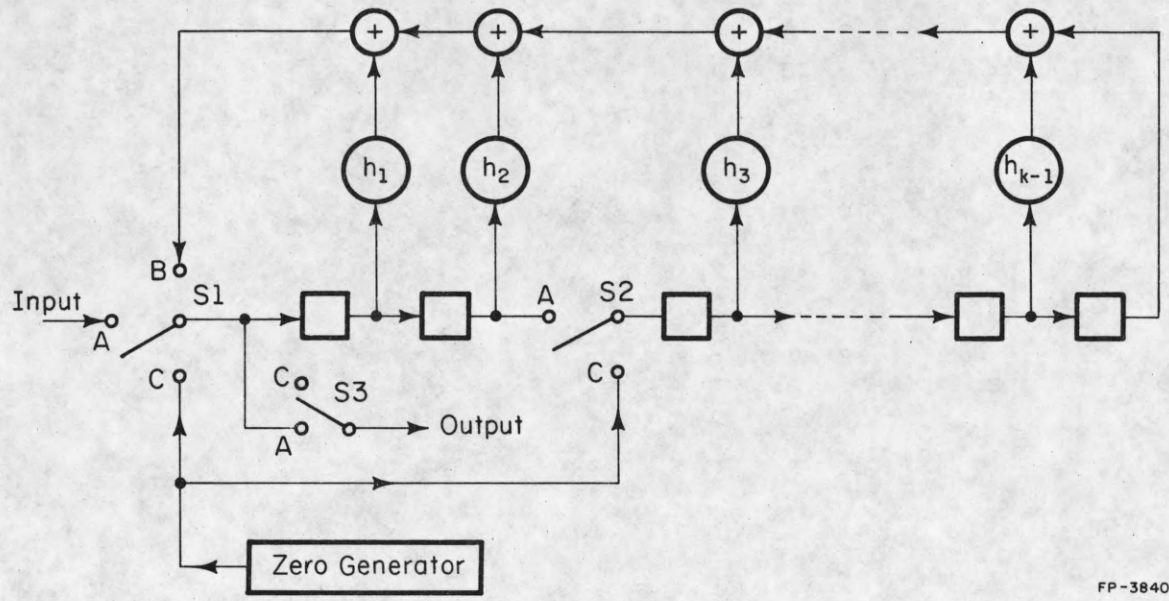 + + + +
h1 h2 h3 hk-1
B
Input A S1 A S2
C C S3 C
A Output
Zero Generator
FP-3840